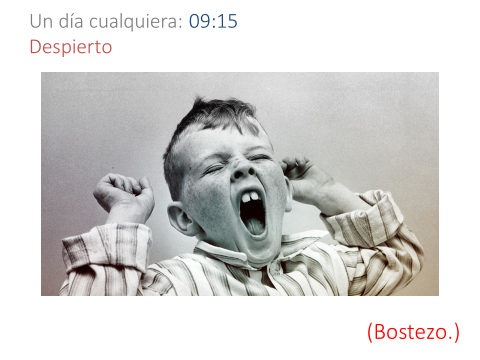 Un día cualquiera: 09:15
Despierto
(Bostezo.)